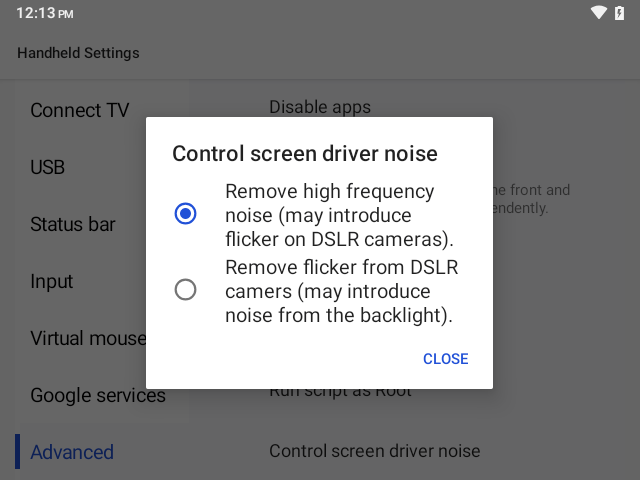 12:13 PM
Handheld Settings
Connect TV
Disable apps
USB
Status bar
Input
Virtual mouse
Google services
Advanced
he front and
endently.
Run script as Root
Control screen driver noise
Control screen driver noise
Remove high frequency
noise (may introduce
flicker on DSLR cameras).
Remove flicker from DSLR
camers (may introduce
noise from the backlight).
CLOSE